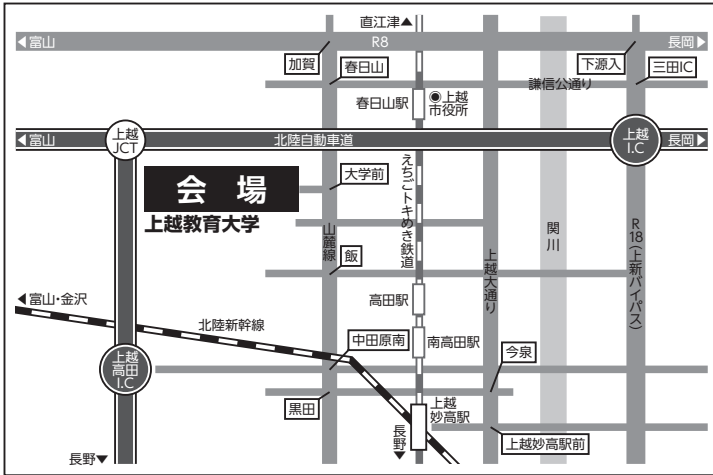 直江津▲
◀富山
R8
長岡▶
加賀
春日山
下源入
三田IC
謙信公通り
春日山駅
◉上越
市役所
◀富山
上越
JCT
北陸自動車道
上越
I.C
長岡▶
会場
上越教育大学
大学前
山麓線
飯
えちごトキめき鉄道
上越大通り
関川
R18(上新バイパス)
高田駅
◀富山・金沢
北陸新幹線
中田原南
南高田駅
今泉
上越
高田
I.C
黒田
上越
妙高駅
上越妙高駅前
長野▼
長野▼